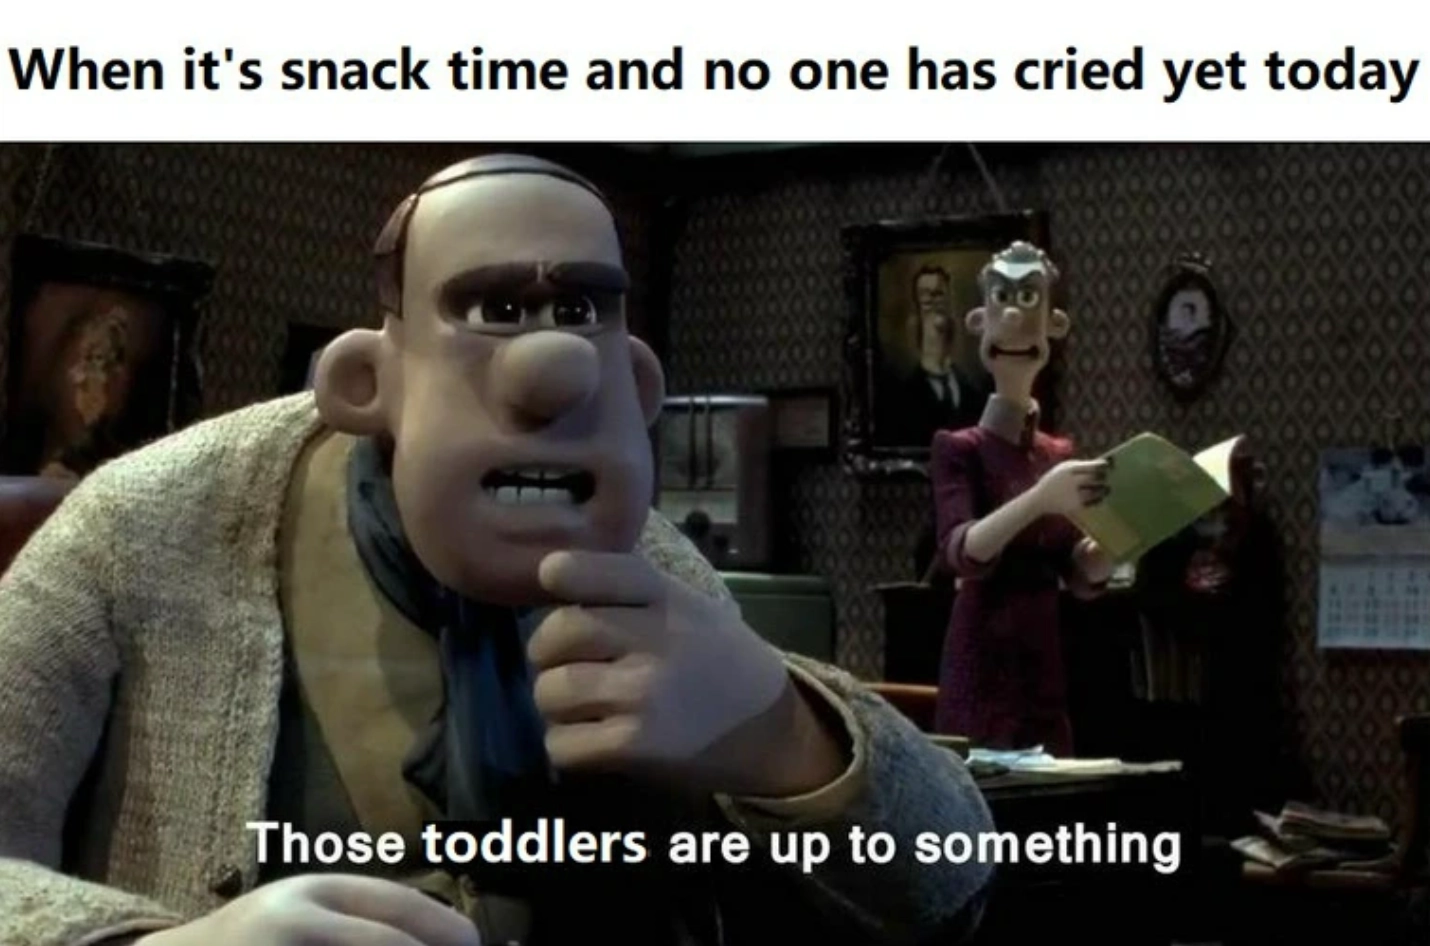 When it's snack time and no one has cried yet today
Those toddlers are up to something